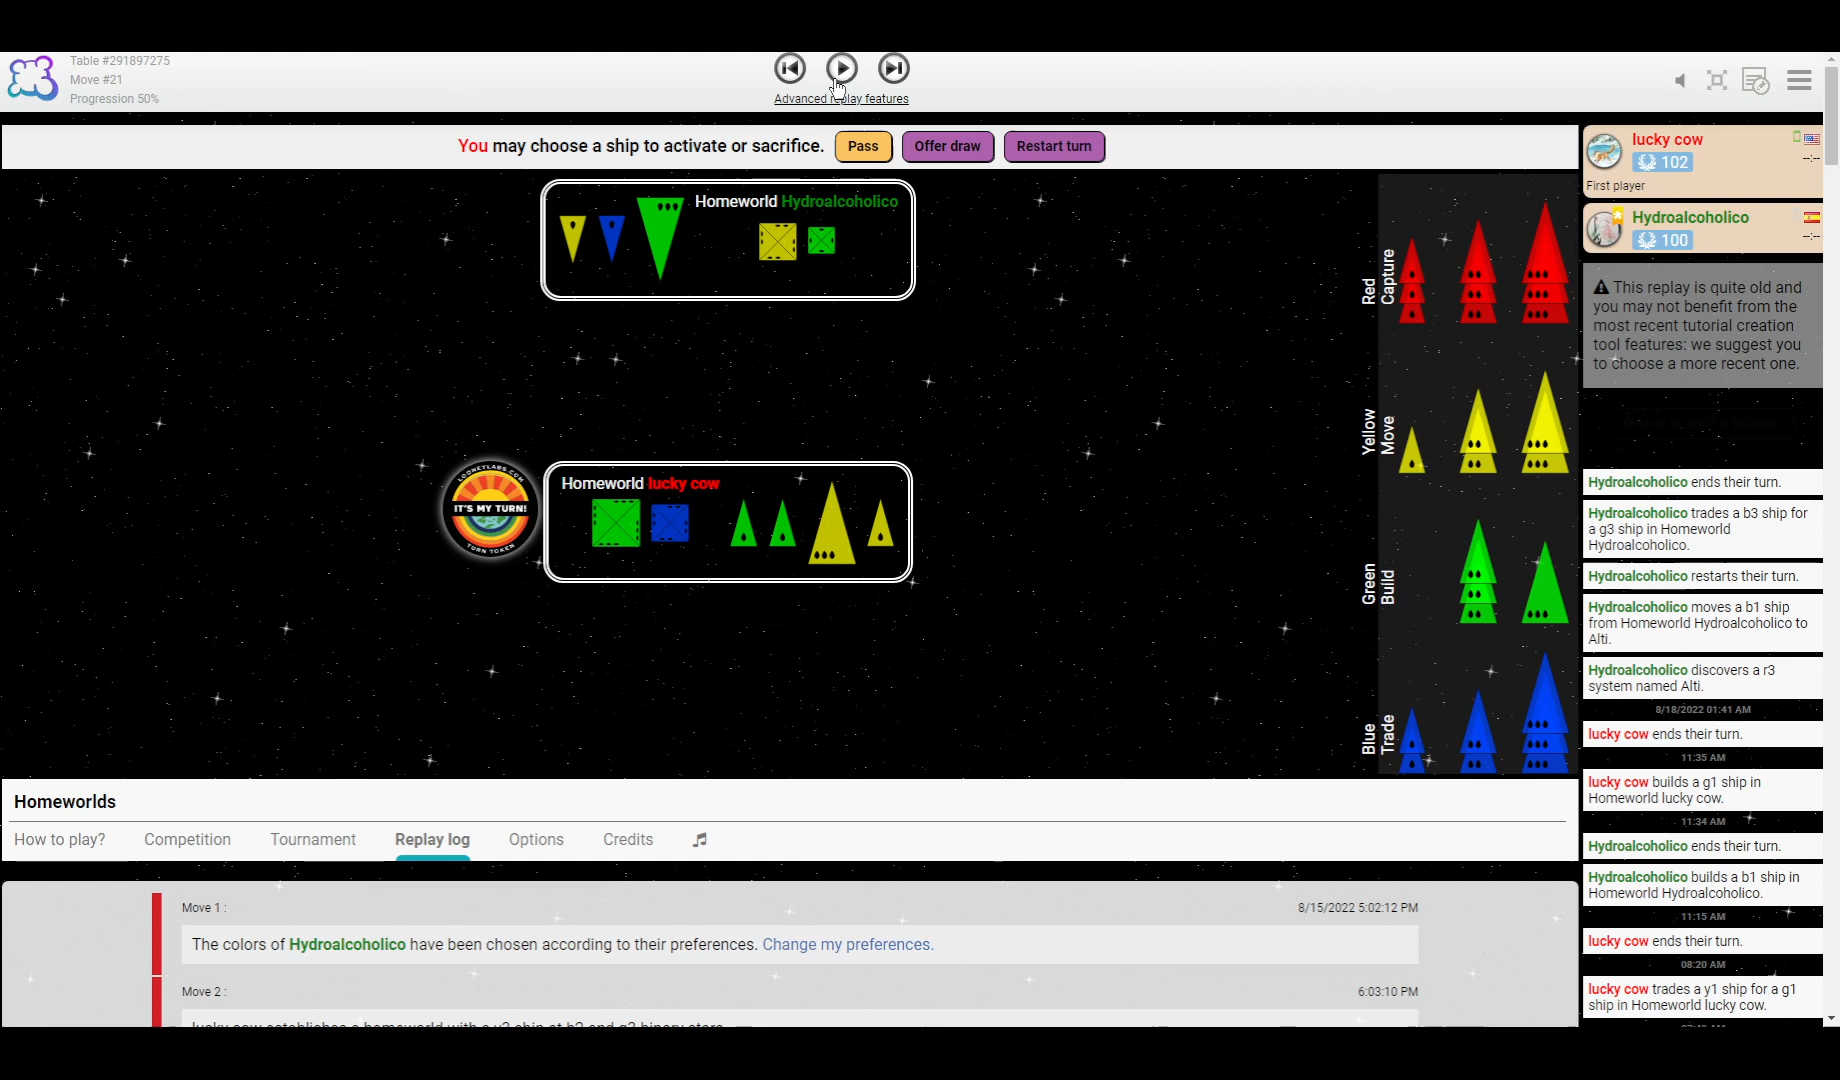 Table #291897275
Move #21
Progression 50%
Advanced replay features
You may choose a ship to activate or sacrifice.
Pass
Offer draw
Restart turn
Homeworld Hydroalcoholico
Homeworld lucky cow
LOONEYLABS.COM
IT'S MY TURN!
TURN TOKEN
Red
Capture
Yellow
Move
Green
Build
Blue
Trade
lucky cow
102
--:--
First player
Hydroalcoholico
100
--:--
This replay is quite old and
you may not benefit from the
most recent tutorial creation
tool features: we suggest you
to choose a more recent one.
Hydroalcoholico ends their turn.
Hydroalcoholico trades a b3 ship for
a g3 ship in Homeworld
Hydroalcoholico.
Hydroalcoholico restarts their turn.
Hydroalcoholico moves a b1 ship
from Homeworld Hydroalcoholico to
Alti.
Hydroalcoholico discovers a r3
system named Alti.
8/18/2022 01:41 AM
lucky cow ends their turn.
11:35 AM
lucky cow builds a g1 ship in
Homeworld lucky cow.
11:34 AM
Hydroalcoholico ends their turn.
Hydroalcoholico builds a b1 ship in
Homeworld Hydroalcoholico.
11:15 AM
lucky cow ends their turn.
08:20 AM
lucky cow trades a y1 ship for a g1
ship in Homeworld lucky cow.
Homeworlds
How to play?
Competition
Tournament
Replay log
Options
Credits
Move 1 :
8/15/2022 5:02:12 PM
The colors of Hydroalcoholico have been chosen according to their preferences. Change my preferences.
Move 2 :
6:03:10 PM